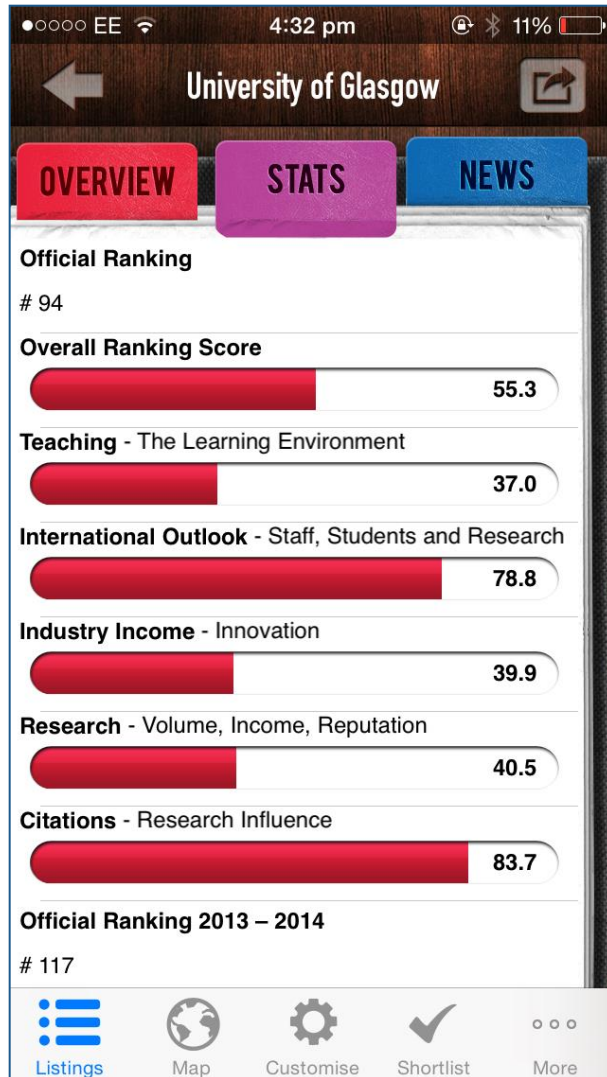 ●○○○○ EE 4:32 pm 11%
University of Glasgow
OVERVIEW STATS NEWS
Official Ranking
# 94
Overall Ranking Score
55.3
Teaching - The Learning Environment
37.0
International Outlook - Staff, Students and Research
78.8
Industry Income - Innovation
39.9
Research - Volume, Income, Reputation
40.5
Citations - Research Influence
83.7
Official Ranking 2013 – 2014
# 117
Listings Map Customise Shortlist More